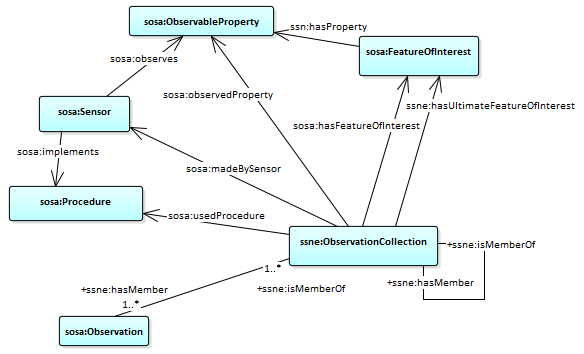 sosa:ObservableProperty
ssn:hasProperty
sosa:FeatureOfInterest
sosa:observes
sosa:observedProperty
ssne:hasUltimateFeatureOfInterest
sosa:Sensor
sosa:hasFeatureOfInterest
sosa:implements
sosa:madeBySensor
sosa:Procedure
sosa:usedProcedure
ssne:ObservationCollection
+ssne:isMemberOf
1..*
+ssne:hasMember
+ssne:hasMember
+ssne:isMemberOf
1..*
sosa:Observation